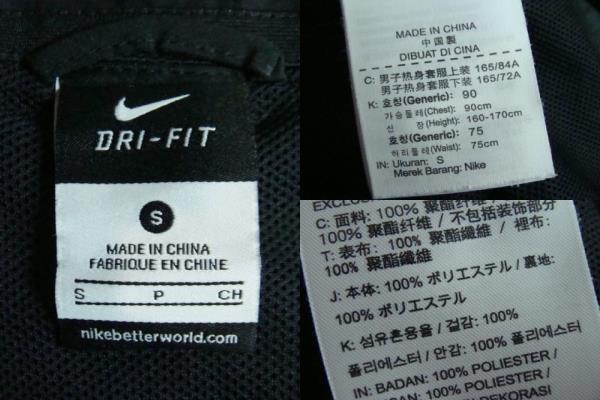 DRI-FIT
S
MADE IN CHINA
FABRIQUE EN CHINE
S P CH
nikebetterworld.com
MADE IN CHINA
中国製
DIBUAT DI CINA
C: 男子热身套服上装 165/84A
男子热身套服下装 165/72A
K: 호칭(Generic): 90
가슴둘레(Chest): 90cm
신 장(Height): 160-170cm
호칭(Generic): 75
허리둘레(Waist): 75cm
IN: Ukuran: S
Merek Barang: Nike
C: 面料: 100% 聚酯纤维 /
100% 聚酯纤维 / 不包括装饰部分
T: 表布: 100% 聚酯纖維 / 裡布:
100% 聚酯纖維
J: 本体: 100% ポリエステル / 裏地:
100% ポリエステル
K: 섬유혼용율 / 겉감: 100%
폴리에스터 / 안감: 100% 폴리에스터
IN: BADAN: 100% POLIESTER /
100% POLIESTER /
DEKORASI